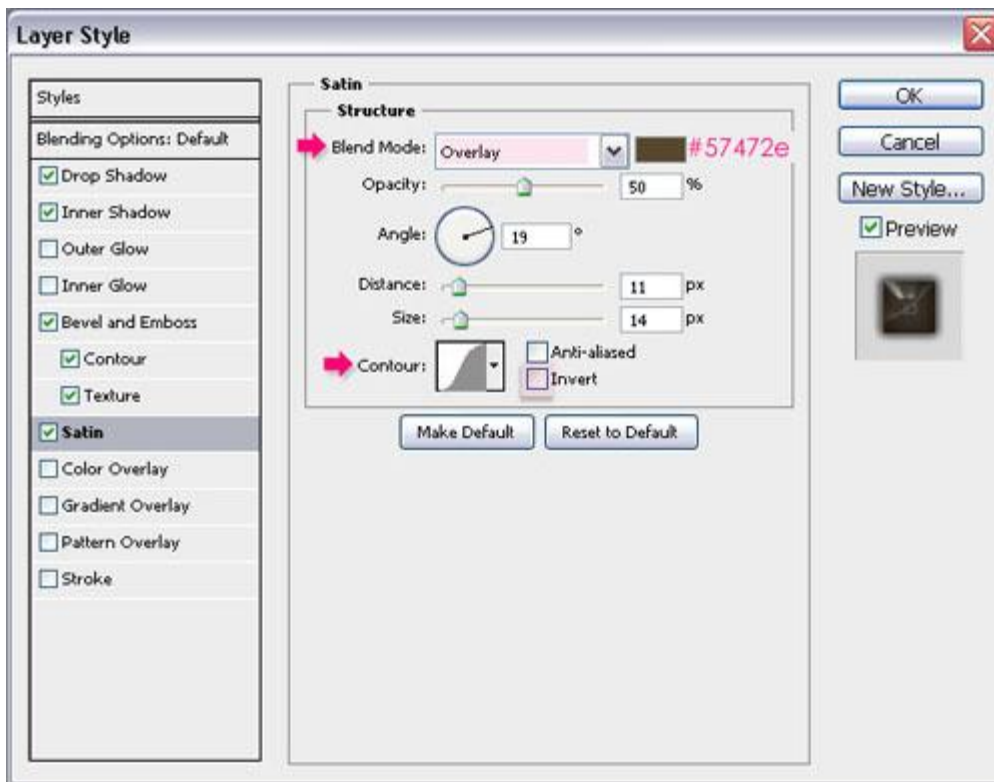 Layer Style
Styles
Blending Options: Default
Drop Shadow
Inner Shadow
Outer Glow
Inner Glow
Bevel and Emboss
Contour
Texture
Satin
Color Overlay
Gradient Overlay
Pattern Overlay
Stroke
Satin
Structure
Blend Mode: Overlay #57472e
Opacity: 50 %
Angle: 19 °
Distance: 11 px
Size: 14 px
Contour: Anti-aliased
Invert
Make Default Reset to Default
OK
Cancel
New Style...
Preview